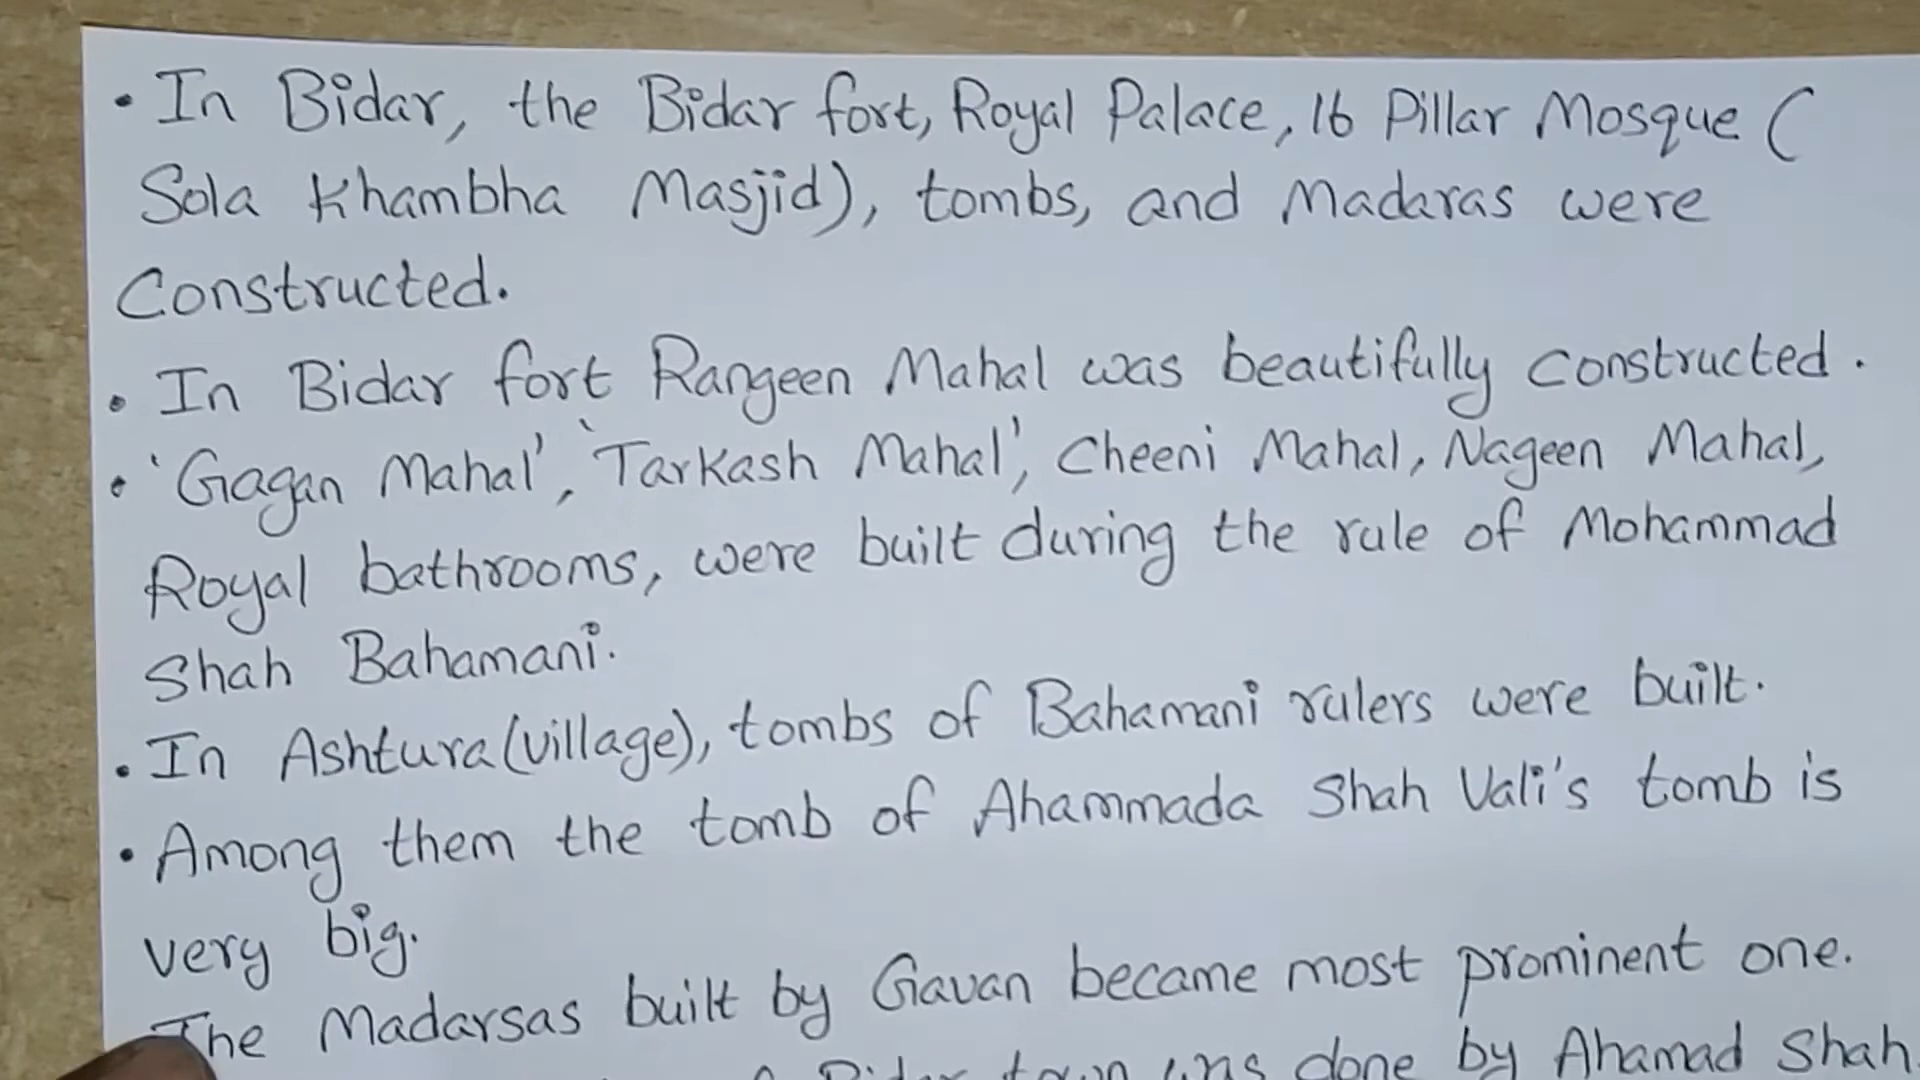 • In Bidar, the Bidar fort, Royal Palace, 16 Pillar Mosque (
Sola Khambha Masjid), tombs, and Madaras were
Constructed.
• In Bidar fort Rangeen Mahal was beautifully constructed.
• 'Gagan Mahal', 'Tarkash Mahal', Cheeni Mahal, Nageen Mahal,
Royal bathrooms, were built during the rule of Mohammad
Shah Bahamani.
• In Ashtura (village), tombs of Bahamani rulers were built.
• Among them the tomb of Ahammada Shah Vali's tomb is
very big.
The Madarsas built by Gavan became most prominent one.
Bidar town was done by Ahamad Shah